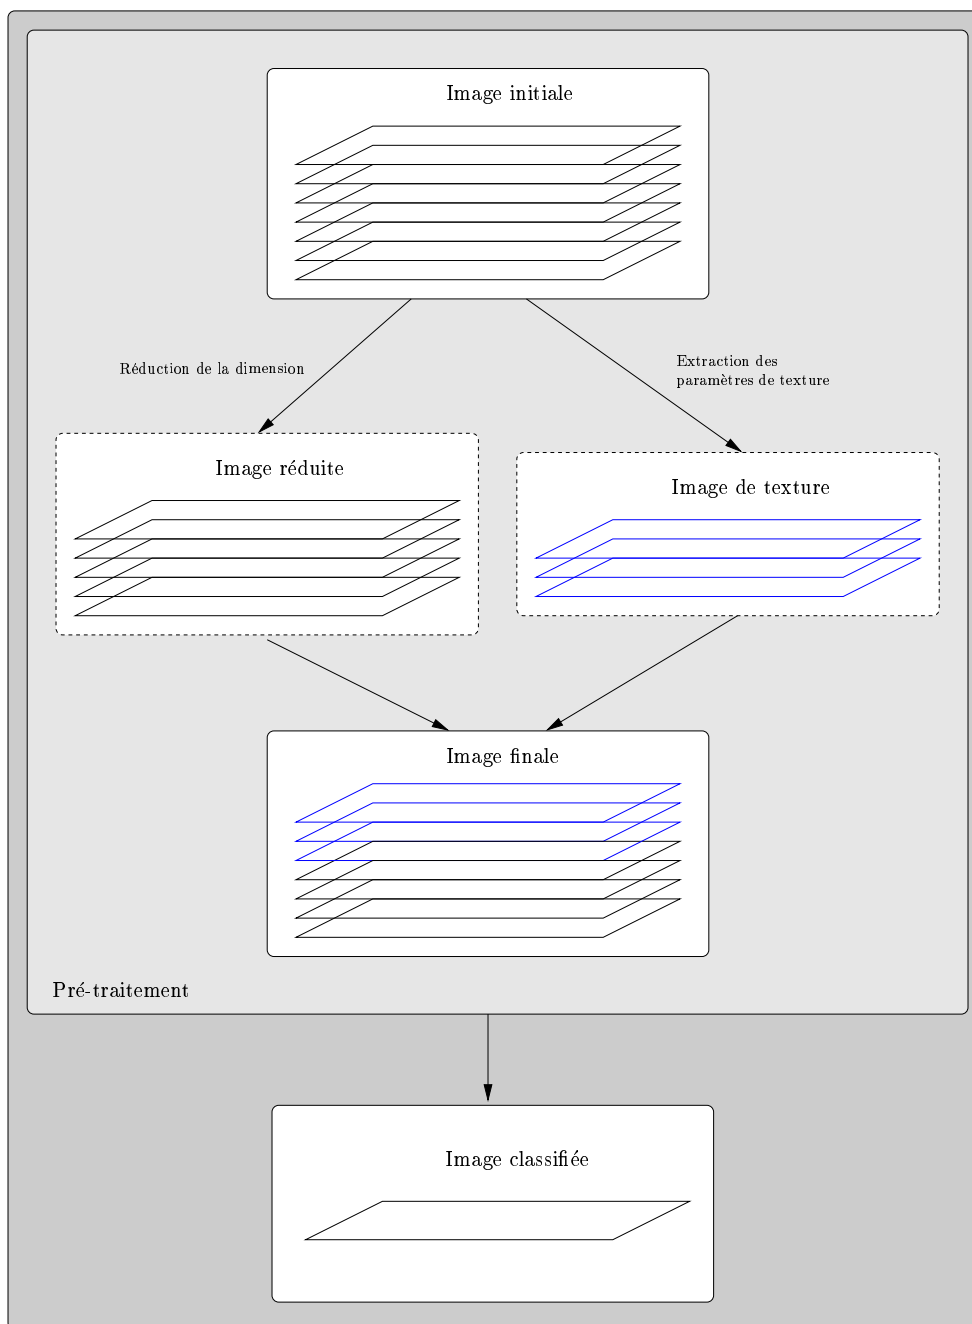 Image initiale
Réduction de la dimension
Extraction des
paramètres de texture
Image réduite
Image de texture
Image finale
Pré-traitement
Image classifiée